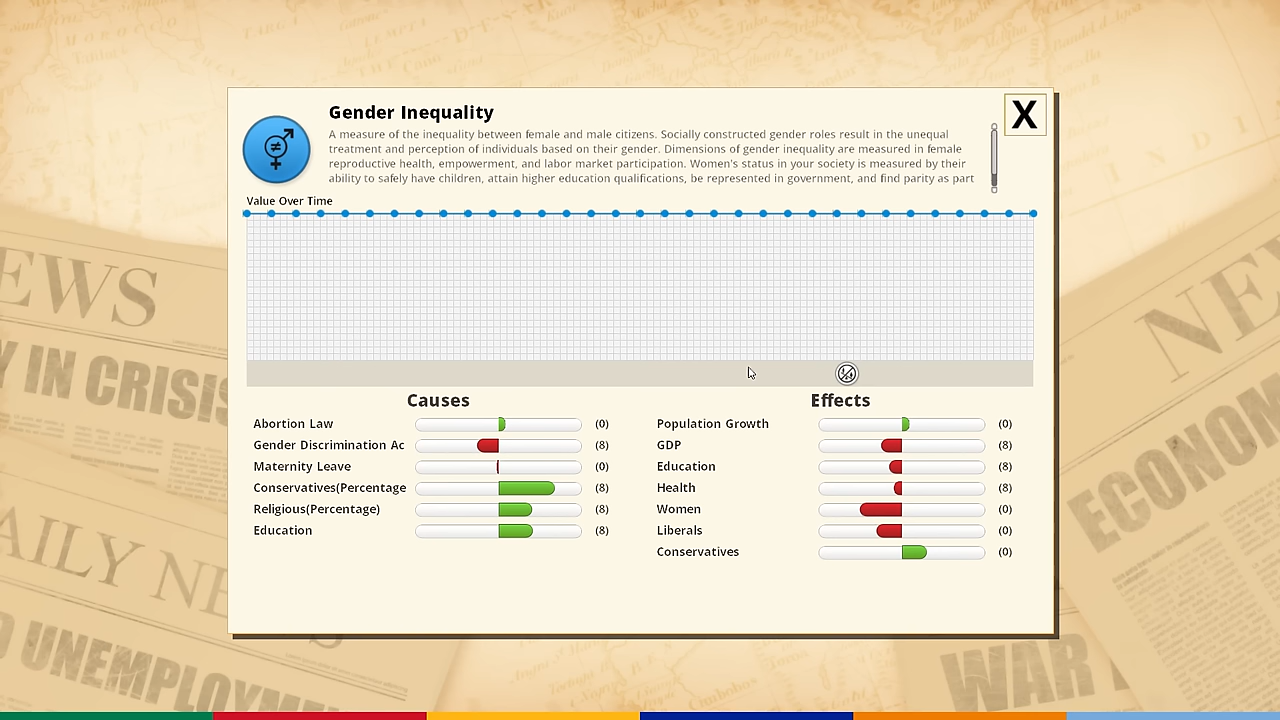 Gender Inequality
X
A measure of the inequality between female and male citizens. Socially constructed gender roles result in the unequal
treatment and perception of individuals based on their gender. Dimensions of gender inequality are measured in female
reproductive health, empowerment, and labor market participation. Women's status in your society is measured by their
ability to safely have children, attain higher education qualifications, be represented in government, and find parity as part
Value Over Time
Causes
Abortion Law (0)
Gender Discrimination Ac (8)
Maternity Leave (0)
Conservatives(Percentage (8)
Religious(Percentage) (8)
Education (8)
Effects
Population Growth (0)
GDP (8)
Education (8)
Health (8)
Women (0)
Liberals (0)
Conservatives (0)
EWS
Y IN CRISIS
AILY NE
UNEMPLOYM
NE
ECONOM
WAR